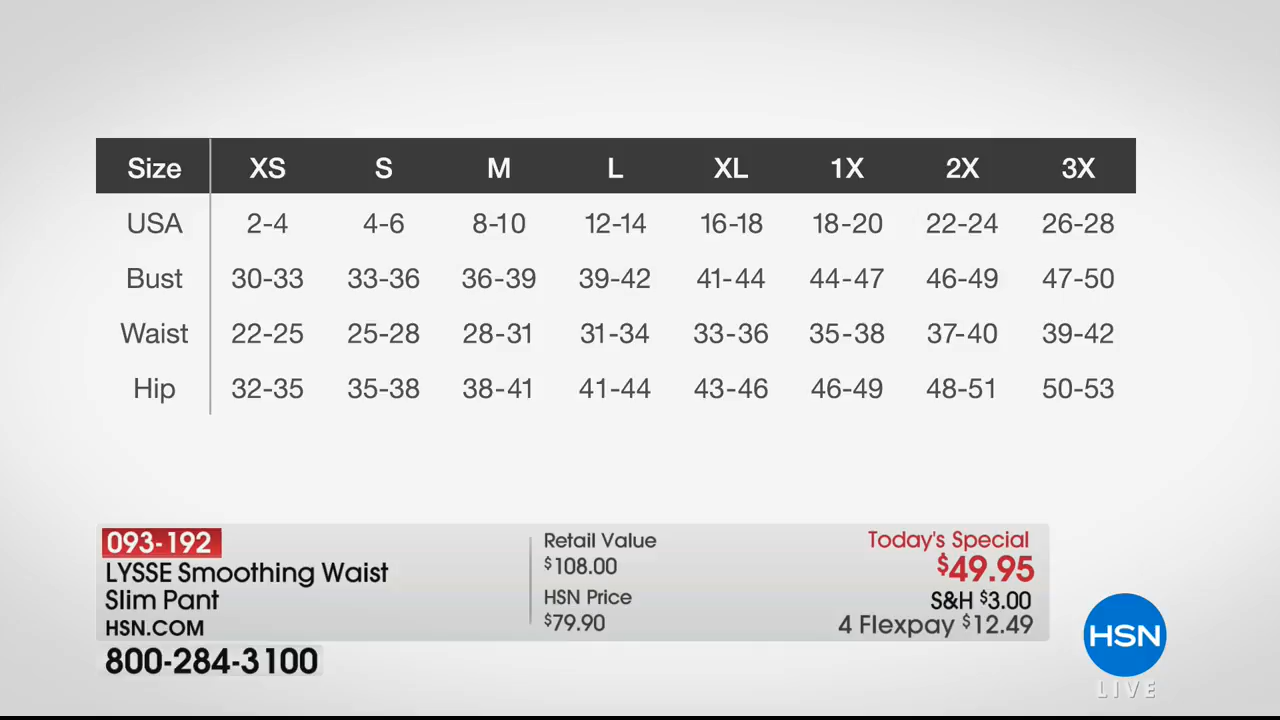 Size XS S M L XL 1X 2X 3X
USA 2-4 4-6 8-10 12-14 16-18 18-20 22-24 26-28
Bust 30-33 33-36 36-39 39-42 41-44 44-47 46-49 47-50
Waist 22-25 25-28 28-31 31-34 33-36 35-38 37-40 39-42
Hip 32-35 35-38 38-41 41-44 43-46 46-49 48-51 50-53
093-192
LYSSE Smoothing Waist
Slim Pant
HSN.COM
800-284-3100
Retail Value
$108.00
HSN Price
$79.90
Today's Special
$49.95
S&H $3.00
4 Flexpay $12.49
HSN
LIVE